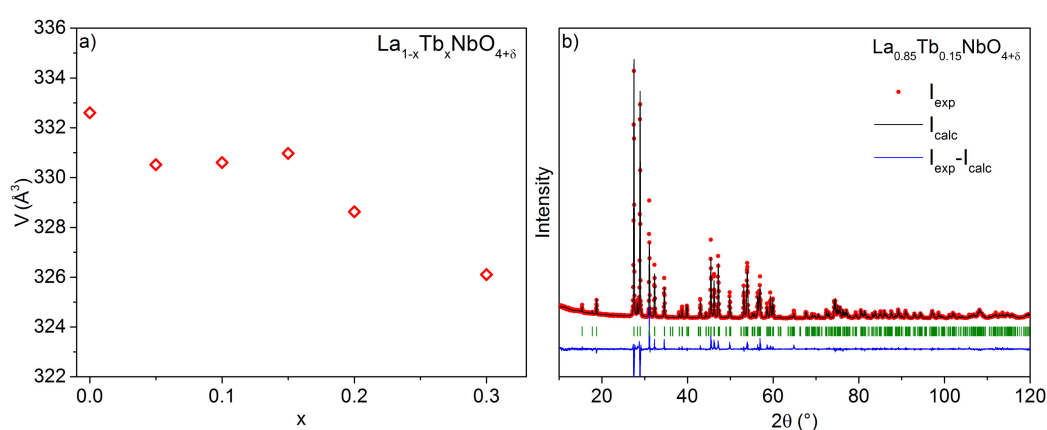 a)
La1-xTbxNbO4+δ
V (Å³)
336
334
332
330
328
326
324
322
0.0 0.1 0.2 0.3
x
b)
La0.85Tb0.15NbO4+δ
Iexp
Icalc
Iexp-Icalc
Intensity
20 40 60 80 100 120
2θ (°)